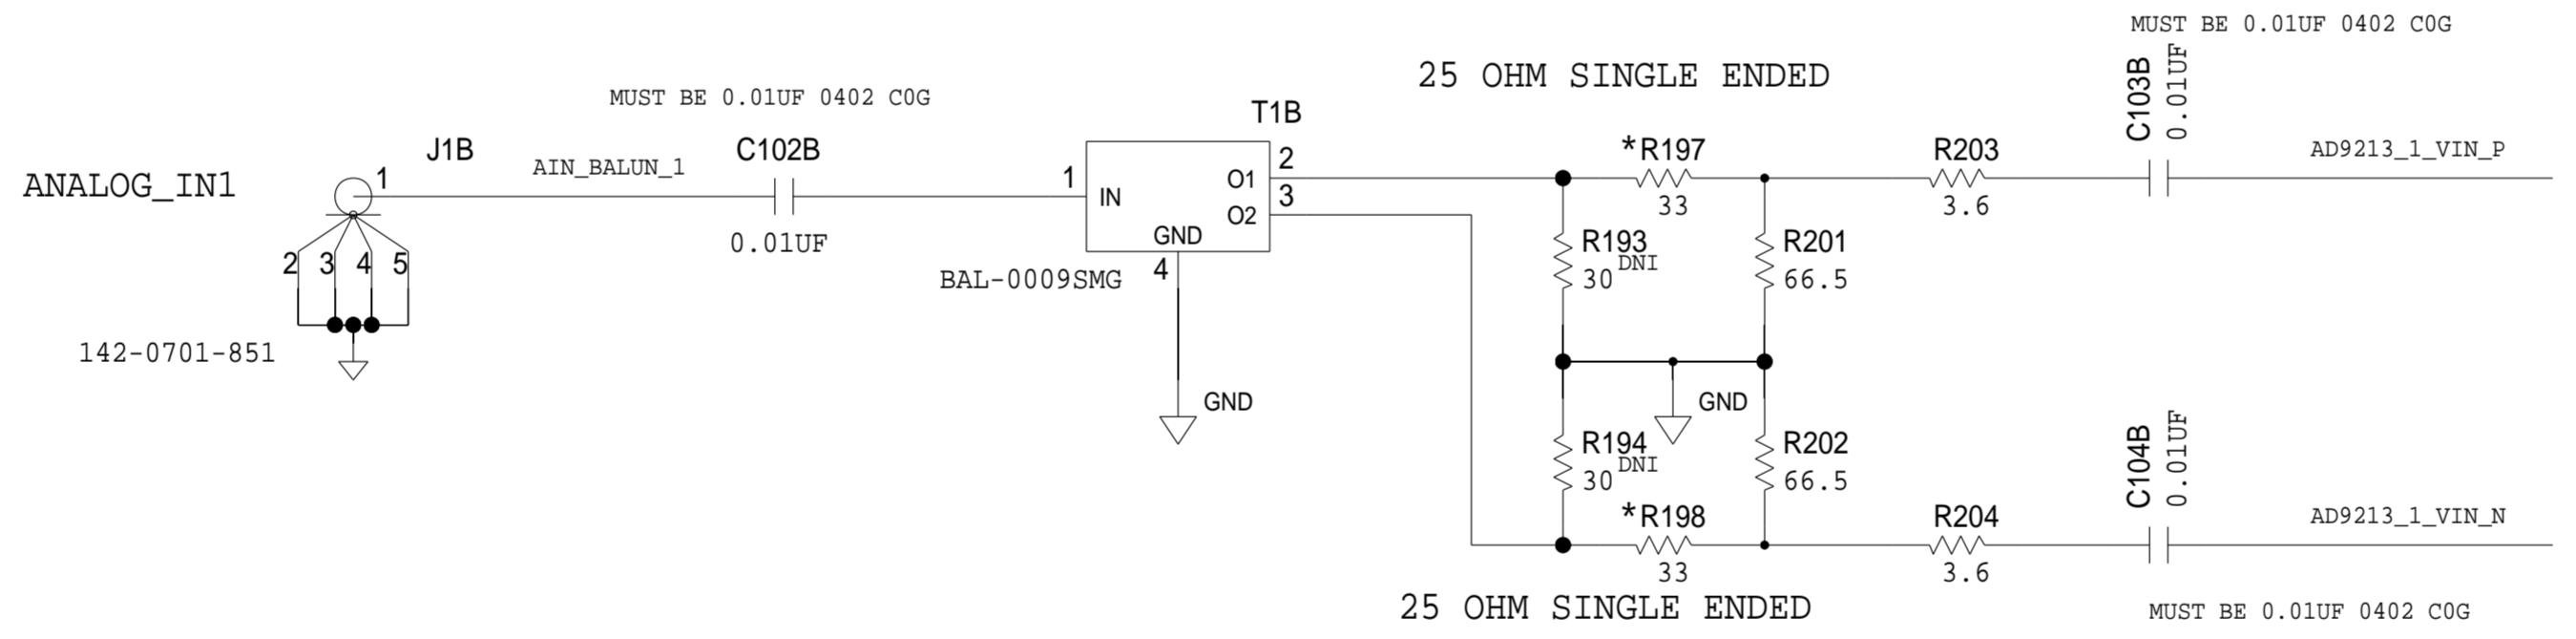 MUST BE 0.01UF 0402 C0G
25 OHM SINGLE ENDED
MUST BE 0.01UF 0402 C0G
C103B
0.01UF
T1B
J1B
AIN_BALUN_1
C102B
*R197
R203
AD9213_1_VIN_P
ANALOG_IN1
1
1
IN
O1
2
O2
3
33
3.6
0.01UF
GND
4
BAL-0009SMG
R193
DNI
30
R201
66.5
2
3
4
5
142-0701-851
GND
GND
R194
DNI
30
R202
66.5
C104B
0.01UF
*R198
R204
AD9213_1_VIN_N
33
3.6
25 OHM SINGLE ENDED
MUST BE 0.01UF 0402 C0G